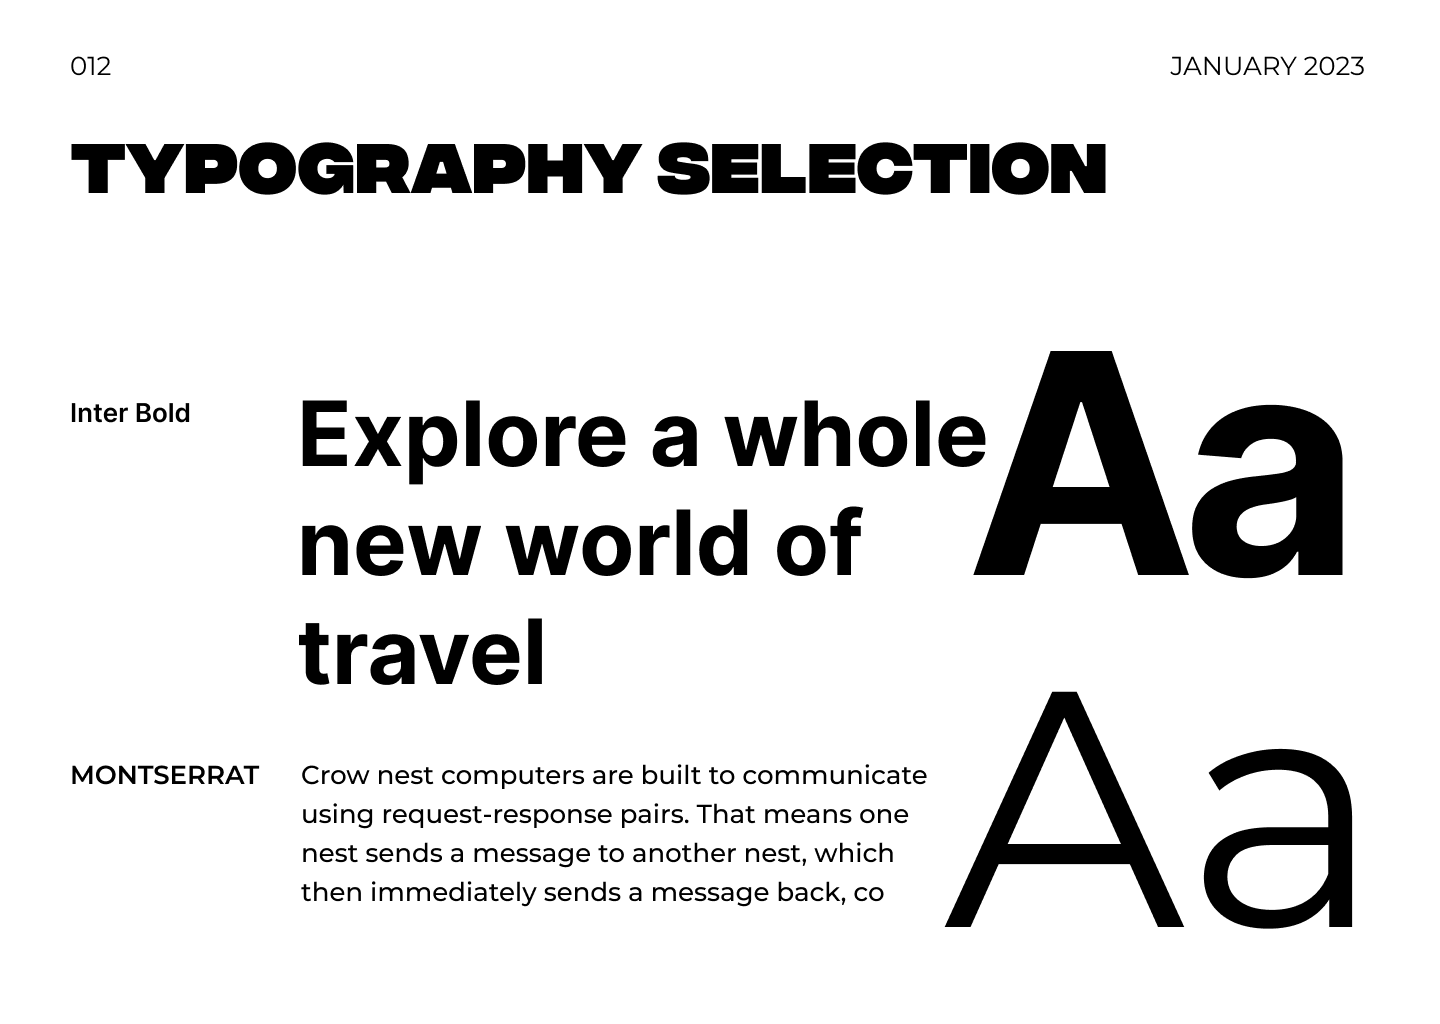 012
JANUARY 2023
TYPOGRAPHY SELECTION
Inter Bold
Explore a whole
new world of
travel
Aa
MONTSERRAT
Crow nest computers are built to communicate
using request-response pairs. That means one
nest sends a message to another nest, which
then immediately sends a message back, co
Aa